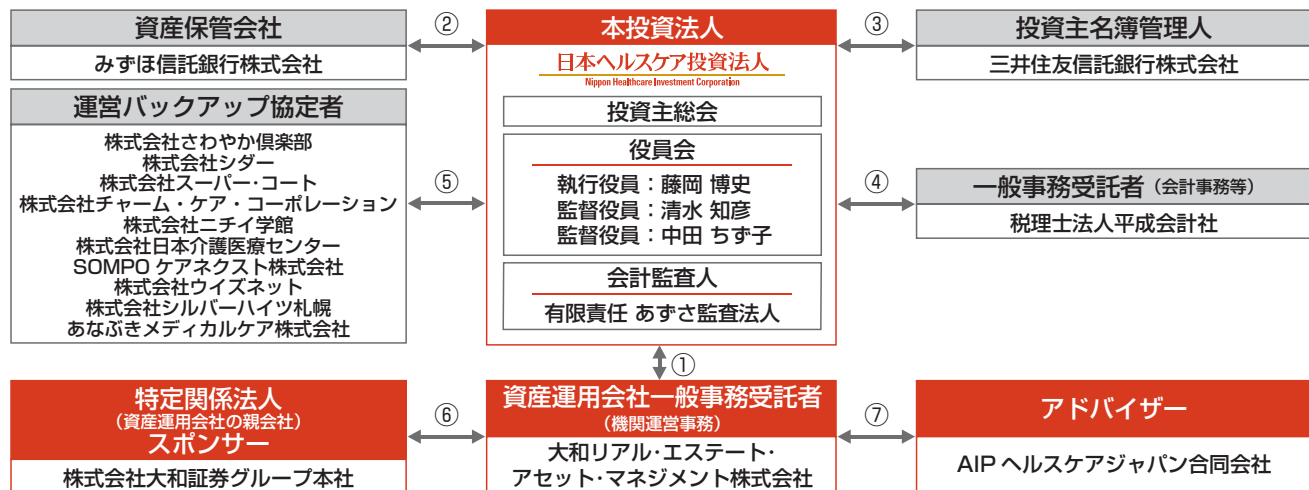 資産保管会社
みずほ信託銀行株式会社
運営バックアップ協定者
株式会社さわやか倶楽部
株式会社シダー
株式会社スーパー・コート
株式会社チャーム・ケア・コーポレーション
株式会社ニチイ学館
株式会社日本介護医療センター
SOMPO ケアネクスト株式会社
株式会社ウイズネット
株式会社シルバーハイツ札幌
あなぶきメディカルケア株式会社
②
⑤
本投資法人
日本ヘルスケア投資法人
Nippon Healthcare Investment Corporation
投資主総会
役員会
執行役員：藤岡 博史
監督役員：清水 知彦
監督役員：中田 ちず子
会計監査人
有限責任 あずさ監査法人
③
④
投資主名簿管理人
三井住友信託銀行株式会社
一般事務受託者（会計事務等）
税理士法人平成会計社
①
特定関係法人
（資産運用会社の親会社）
スポンサー
株式会社大和証券グループ本社
⑥
資産運用会社一般事務受託者
（機関運営事務）
大和リアル・エステート・
アセット・マネジメント株式会社
⑦
アドバイザー
AIP ヘルスケアジャパン合同会社